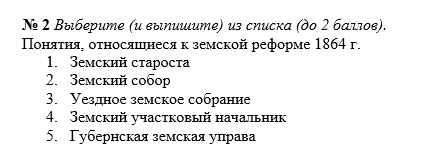 № 2 Выберите (и выпишите) из списка (до 2 баллов).
Понятия, относящиеся к земской реформе 1864 г.
1. Земский староста
2. Земский собор
3. Уездное земское собрание
4. Земский участковый начальник
5. Губернская земская управа